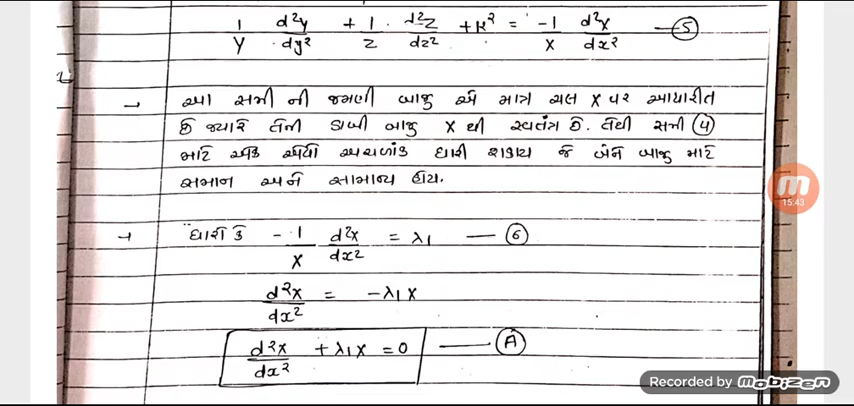 1/Y d²y/dy² + 1/z · d²z/dz² + k² = -1/X d²x/dx² — ⑤
→ આ સમી ની જમણી બાજુ એ માત્ર ચલ X પર આધારીત
છે જ્યારે તેની ડાબી બાજુ X થી સ્વતંત્ર છે. તેથી સમી (૫)
માટે એક એવો અચળાંક ધારી શકાય જે બંને બાજુ માટે
સમાન અને સામાન્ય હોય.
→ ધારો કે -1/X d²x/dx² = λ₁ — ⑥
d²x/dx² = -λ₁x
d²x/dx² + λ₁x = 0 — Ⓐ
15:43
Recorded by Mobizen